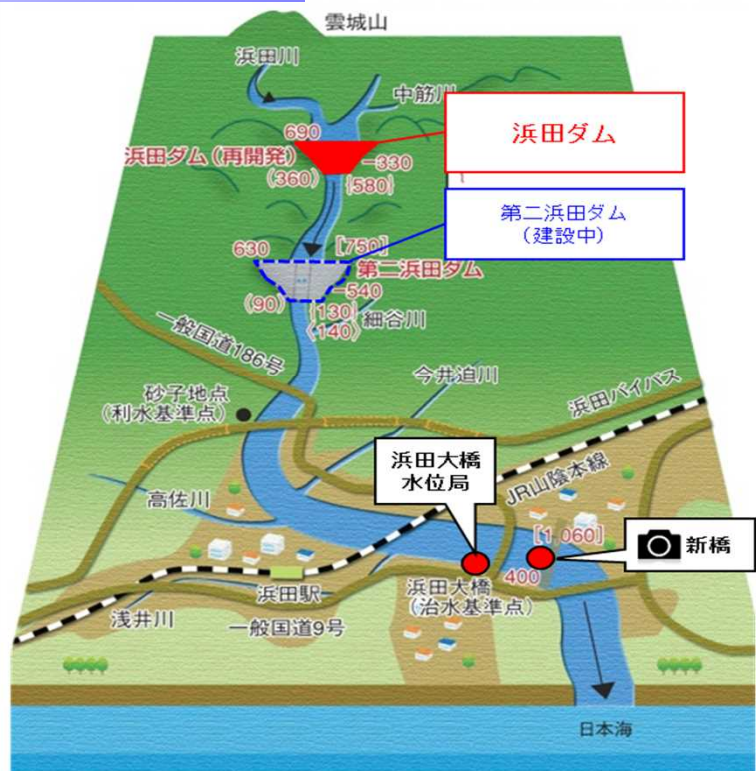 雲城山
浜田川
中筋川
690
浜田ダム
浜田ダム(再開発)
-330
(360)
{580}
第二浜田ダム
(建設中)
630
[750]
第二浜田ダム
-540
(90)
{130}
細谷川
〈140〉
一般国道186号
今井迫川
浜田バイパス
砂子地点
(利水基準点)
浜田大橋
水位局
JR山陰本線
高佐川
[1,060]
新橋
400
浜田駅
浜田大橋
(治水基準点)
浅井川
一般国道9号
日本海